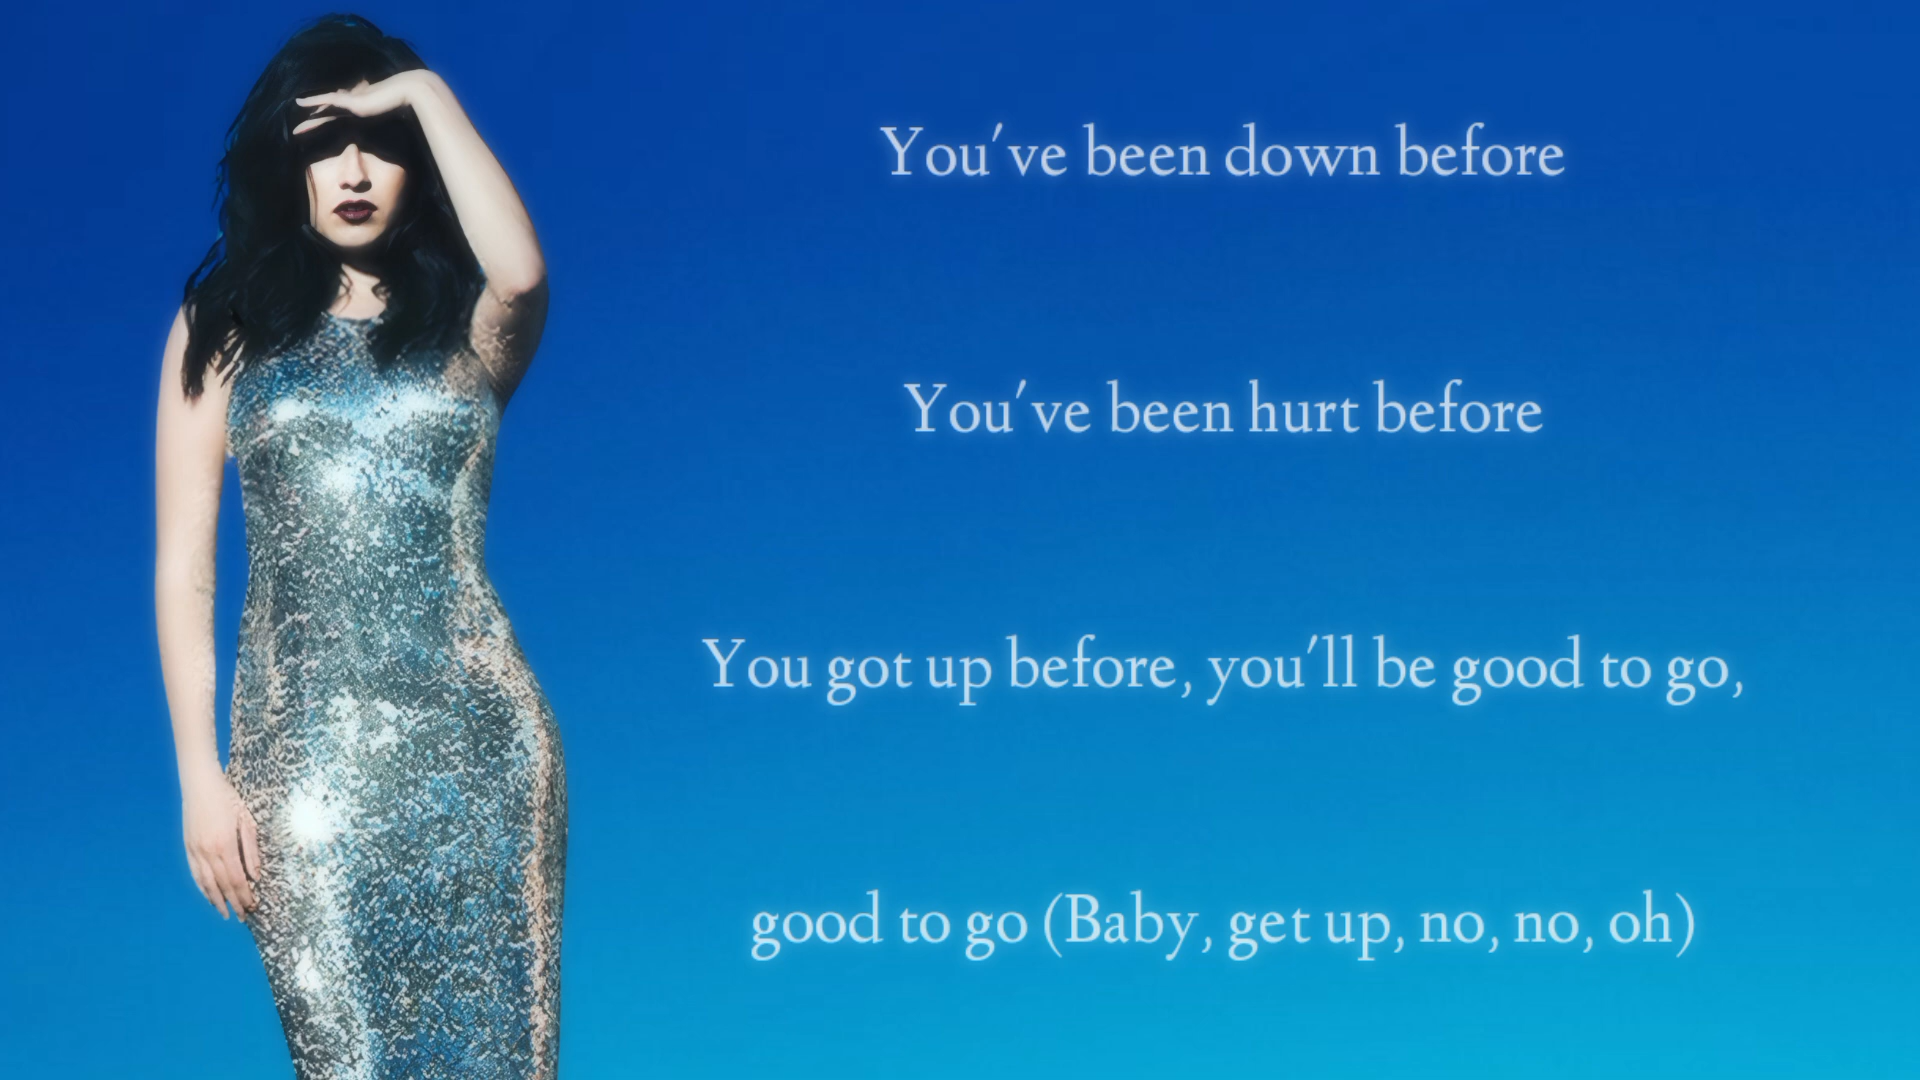 You've been down before
You've been hurt before
You got up before, you'll be good to go,
good to go (Baby, get up, no, no, oh)